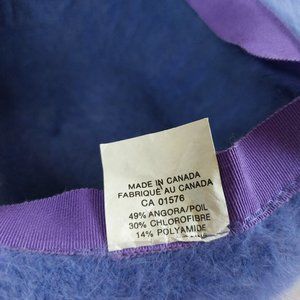 MADE IN CANADA
FABRIQUÉ AU CANADA
CA 01576
49% ANGORA/POIL
30% CHLOROFIBRE
14% POLYAMIDE